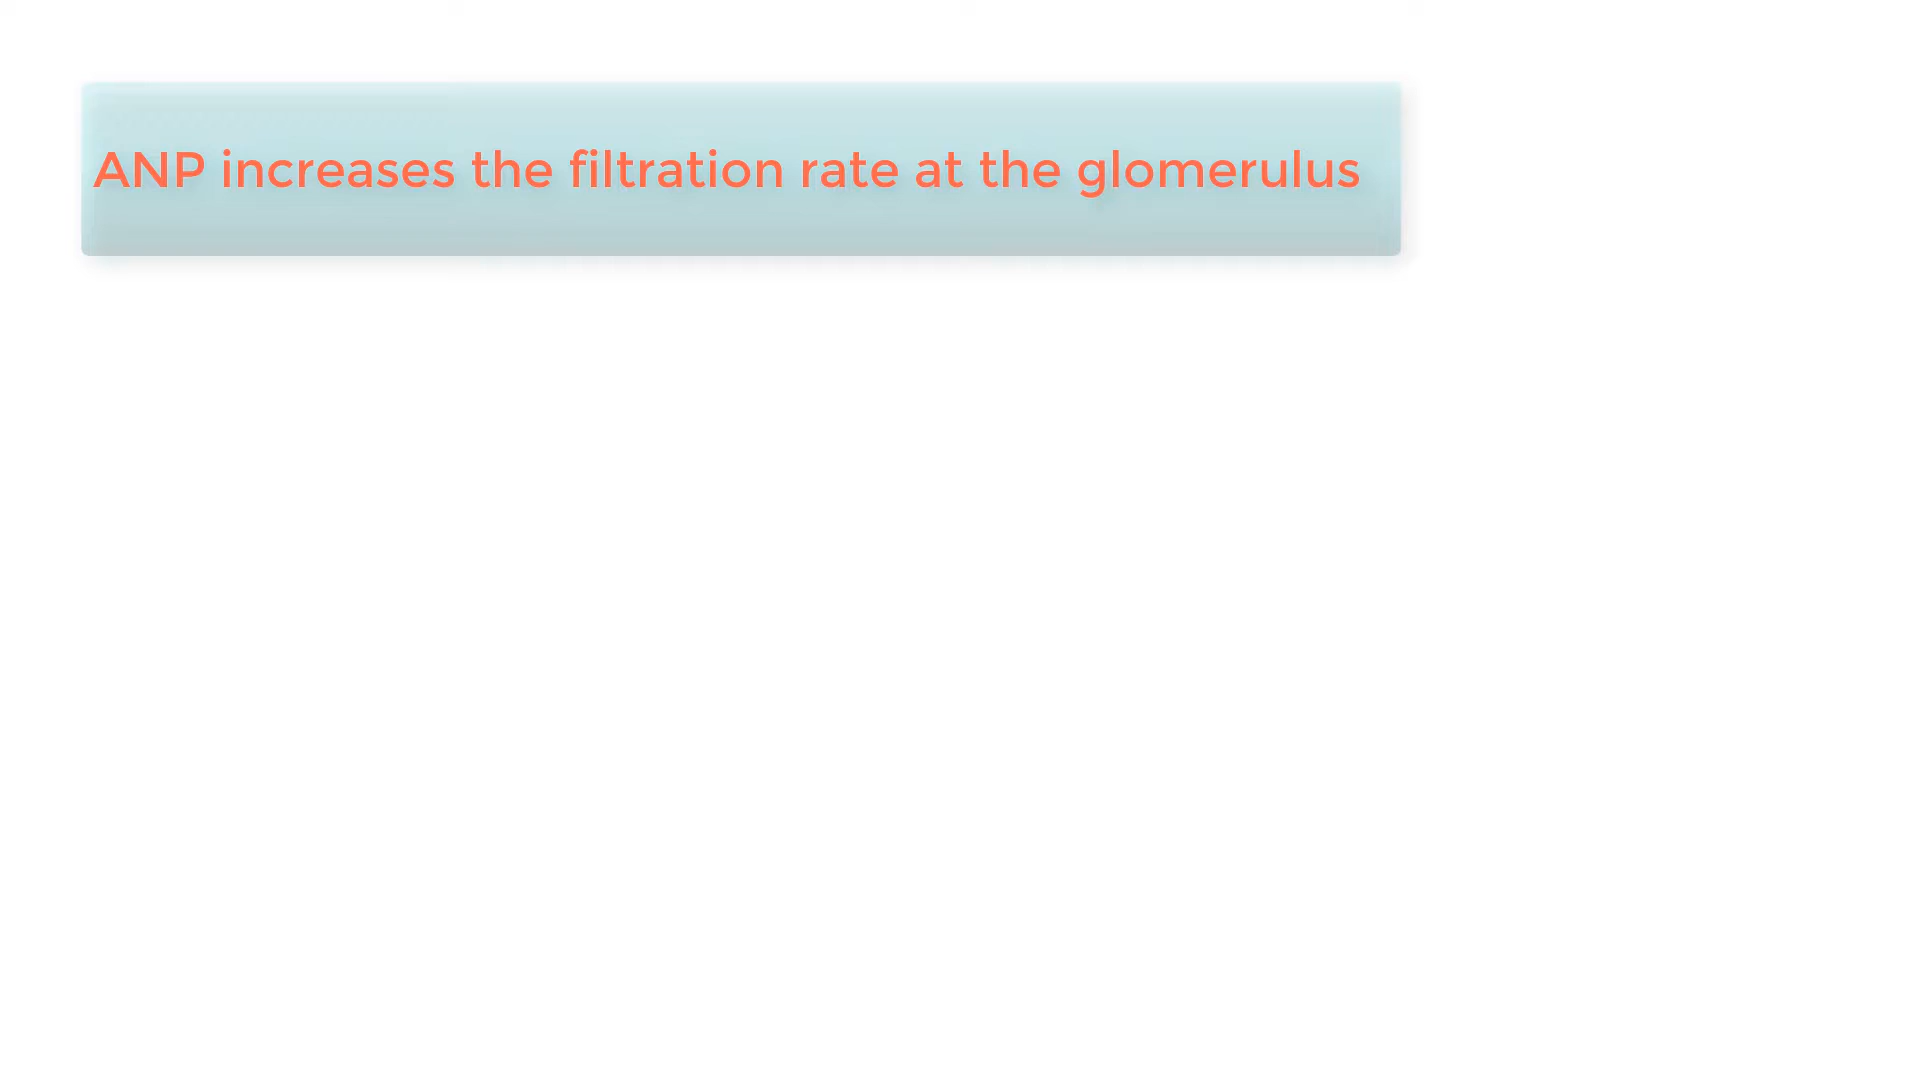 ANP increases the filtration rate at the glomerulus